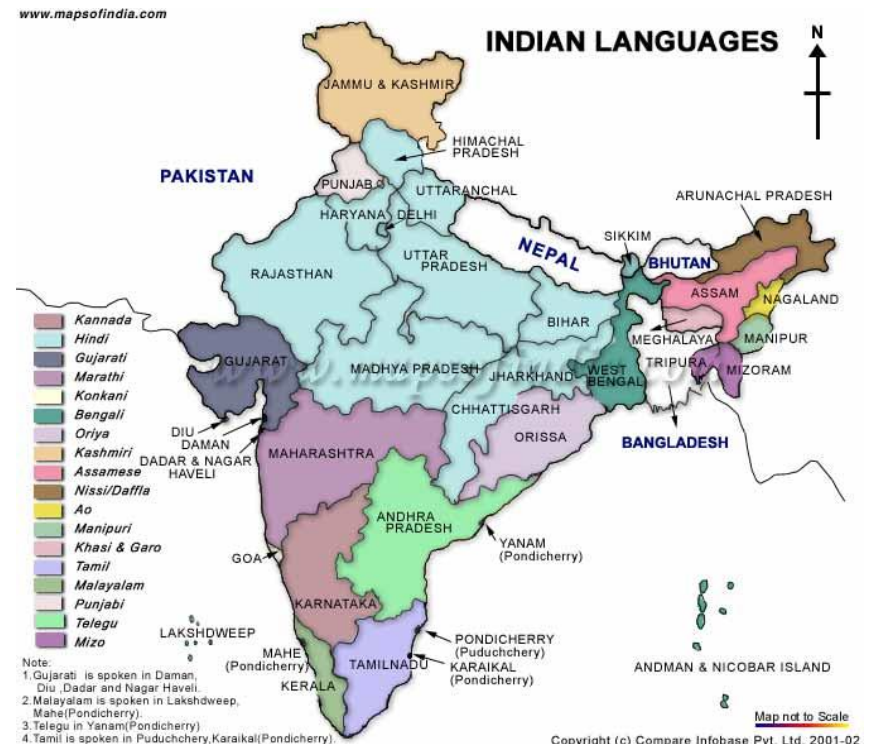 www.mapsofindia.com
INDIAN LANGUAGES
N
JAMMU & KASHMIR
HIMACHAL
PRADESH
PAKISTAN
PUNJAB
UTTARANCHAL
ARUNACHAL PRADESH
HARYANA
DELHI
NEPAL
SIKKIM
BHUTAN
RAJASTHAN
UTTAR
PRADESH
ASSAM
NAGALAND
BIHAR
MEGHALAYA
MANIPUR
GUJARAT
MADHYA PRADESH
JHARKHAND
WEST
BENGAL
TRIPURA
MIZORAM
CHHATTISGARH
DIU
DAMAN
DADAR & NAGAR
HAVELI
MAHARASHTRA
ORISSA
BANGLADESH
ANDHRA
PRADESH
YANAM
(Pondicherry)
GOA
KARNATAKA
LAKSHDWEEP
MAHE
(Pondicherry)
KERALA
TAMILNADU
PONDICHERRY
(Puduchchery)
KARAIKAL
(Pondicherry)
ANDMAN & NICOBAR ISLAND
Kannada
Hindi
Gujarati
Marathi
Konkani
Bengali
Oriya
Kashmiri
Assamese
Nissi/Daffla
Ao
Manipuri
Khasi & Garo
Tamil
Malayalam
Punjabi
Telegu
Mizo
Note:
1.Gujarati is spoken in Daman,
Diu ,Dadar and Nagar Haveli.
2.Malayalam is spoken in Lakshdweep,
Mahe(Pondicherry).
3.Telegu in Yanam(Pondicherry)
4.Tamil is spoken in Puduchery,Karaikal(Pondicherry).
Map not to Scale
Copyright (c) Compare Infobase Pvt. Ltd. 2001-02